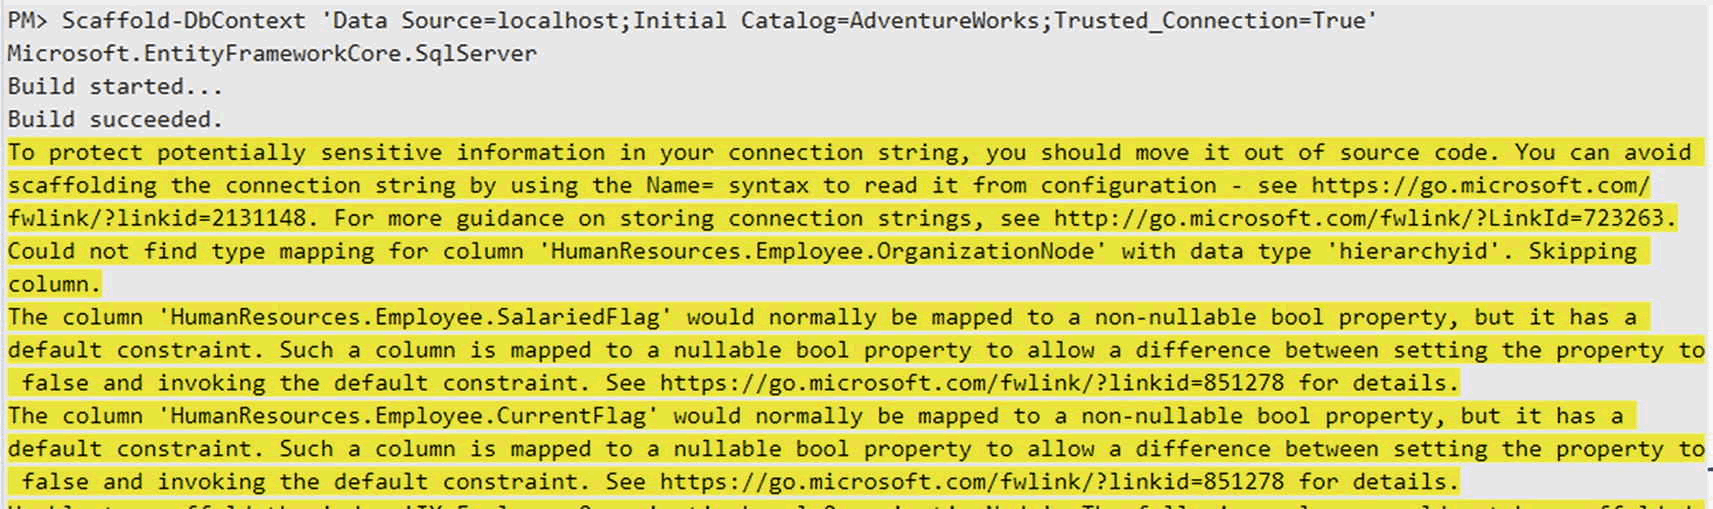 PM> Scaffold-DbContext 'Data Source=localhost;Initial Catalog=AdventureWorks;Trusted_Connection=True'
Microsoft.EntityFrameworkCore.SqlServer
Build started...
Build succeeded.
To protect potentially sensitive information in your connection string, you should move it out of source code. You can avoid
scaffolding the connection string by using the Name= syntax to read it from configuration - see https://go.microsoft.com/
fwlink/?linkid=2131148. For more guidance on storing connection strings, see http://go.microsoft.com/fwlink/?LinkId=723263.
Could not find type mapping for column 'HumanResources.Employee.OrganizationNode' with data type 'hierarchyid'. Skipping
column.
The column 'HumanResources.Employee.SalariedFlag' would normally be mapped to a non-nullable bool property, but it has a
default constraint. Such a column is mapped to a nullable bool property to allow a difference between setting the property to
false and invoking the default constraint. See https://go.microsoft.com/fwlink/?linkid=851278 for details.
The column 'HumanResources.Employee.CurrentFlag' would normally be mapped to a non-nullable bool property, but it has a
default constraint. Such a column is mapped to a nullable bool property to allow a difference between setting the property to
false and invoking the default constraint. See https://go.microsoft.com/fwlink/?linkid=851278 for details.